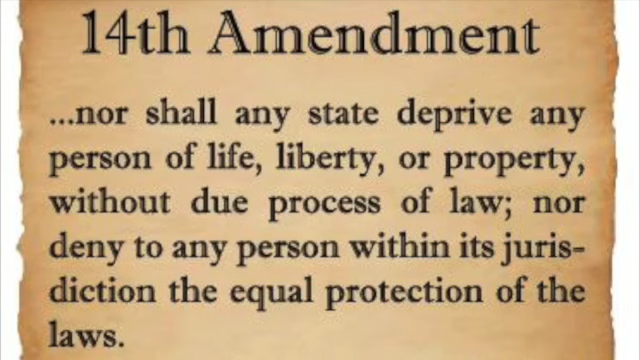 14th Amendment
...nor shall any state deprive any
person of life, liberty, or property,
without due process of law; nor
deny to any person within its juris-
diction the equal protection of the
laws.